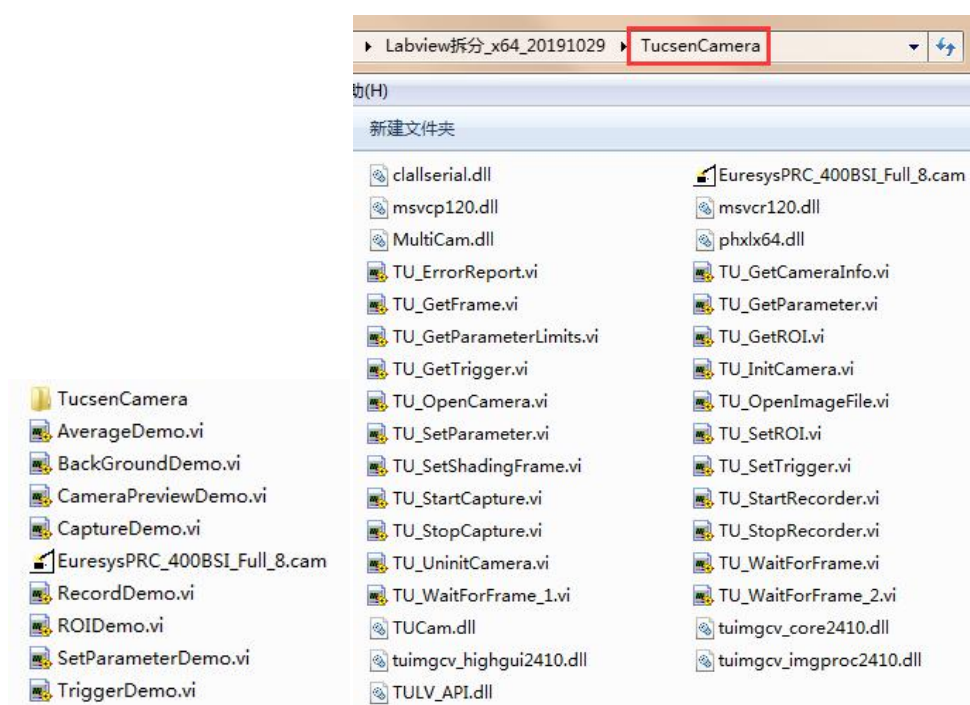 Labview拆分_x64_20191029 TucsenCamera
助(H)
新建文件夹
clallserial.dll EuresysPRC_400BSI_Full_8.cam
msvcp120.dll msvcr120.dll
MultiCam.dll phxlx64.dll
TU_ErrorReport.vi TU_GetCameraInfo.vi
TU_GetFrame.vi TU_GetParameter.vi
TU_GetParameterLimits.vi TU_GetROI.vi
TU_GetTrigger.vi TU_InitCamera.vi
TU_OpenCamera.vi TU_OpenImageFile.vi
TU_SetParameter.vi TU_SetROI.vi
TU_SetShadingFrame.vi TU_SetTrigger.vi
TU_StartCapture.vi TU_StartRecorder.vi
TU_StopCapture.vi TU_StopRecorder.vi
TU_UninitCamera.vi TU_WaitForFrame.vi
TU_WaitForFrame_1.vi TU_WaitForFrame_2.vi
TUCam.dll tuimgcv_core2410.dll
tuimgcv_highgui2410.dll tuimgcv_imgproc2410.dll
TULV_API.dll
TucsenCamera
AverageDemo.vi
BackGroundDemo.vi
CameraPreviewDemo.vi
CaptureDemo.vi
EuresysPRC_400BSI_Full_8.cam
RecordDemo.vi
ROIDemo.vi
SetParameterDemo.vi
TriggerDemo.vi